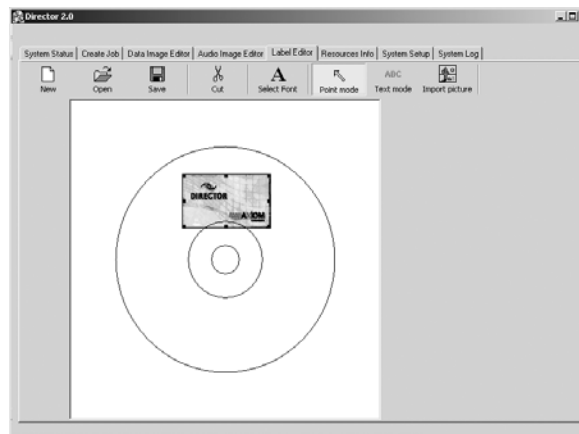 Director 2.0
System Status Create Job Data Image Editor Audio Image Editor Label Editor Resources Info System Setup System Log
New Open Save Cut A Select Font Point mode ABC Text mode Import picture
DIRECTOR
AXIOM